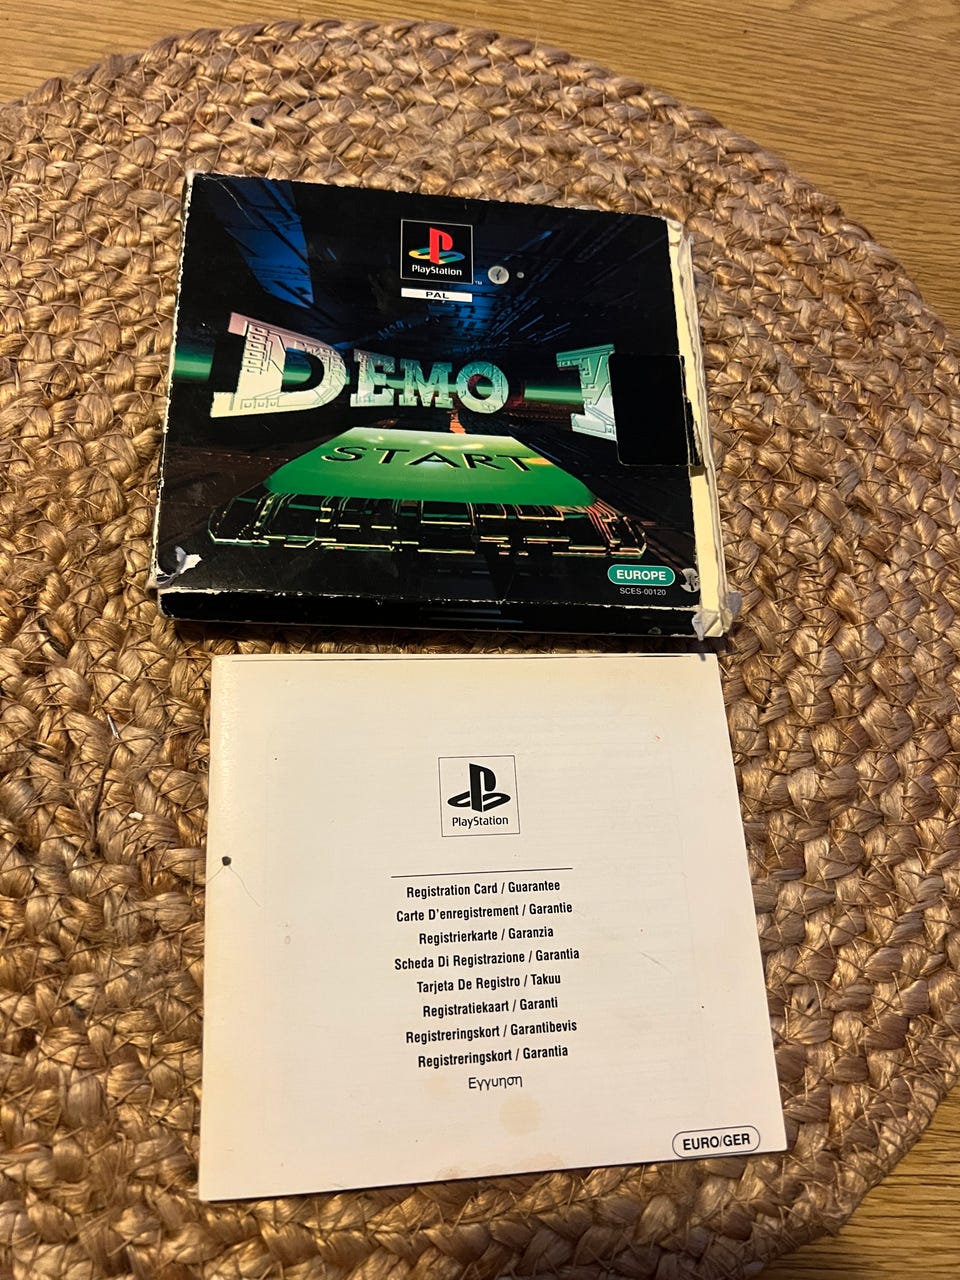 PlayStation
TM
PAL
DEMO 1
START
EUROPE
SCES-00120
PlayStation
Registration Card / Guarantee
Carte D'enregistrement / Garantie
Registrierkarte / Garanzia
Scheda Di Registrazione / Garantia
Tarjeta De Registro / Takuu
Registratiekaart / Garanti
Registreringskort / Garantibevis
Registreringskort / Garantia
Εγγυηση
EURO/GER